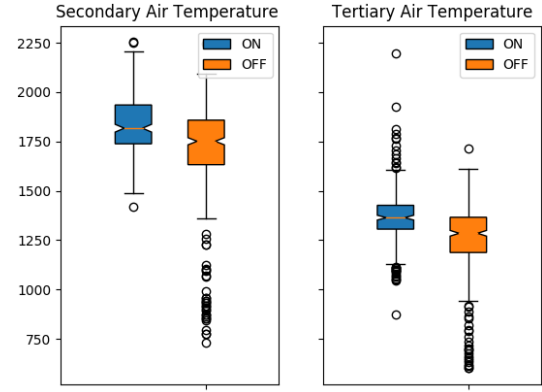 Secondary Air Temperature
Tertiary Air Temperature
2250
2000
1750
1500
1250
1000
750
ON
OFF
ON
OFF